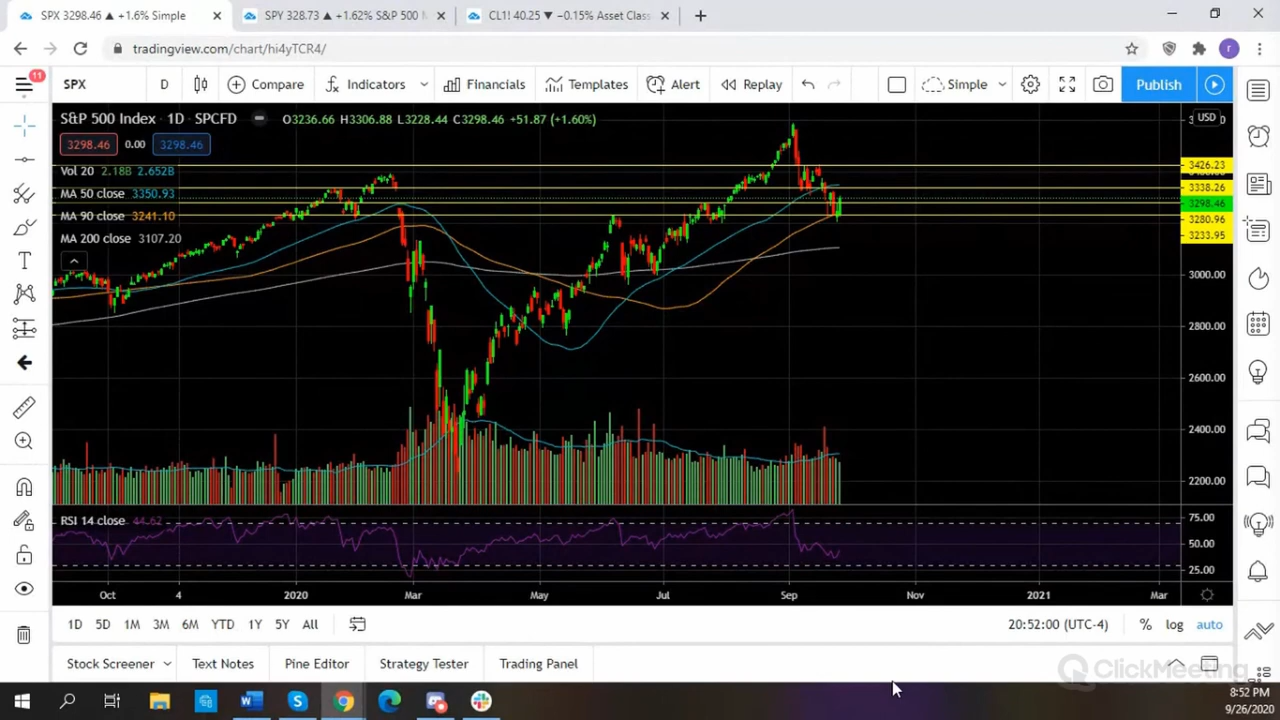 SPX 3298.46 ▲ +1.6% Simple
SPY 328.73 ▲ +1.62% S&P 500
CL1! 40.25 ▼ −0.15% Asset Class
tradingview.com/chart/hi4yTCR4/
11
SPX
D
Compare
Indicators
Financials
Templates
Alert
Replay
Simple
Publish
S&P 500 Index · 1D · SPCFD
O3236.66 H3306.88 L3228.44 C3298.46 +51.87 (+1.60%)
USD
3298.46 0.00 3298.46
Vol 20 2.18B 2.652B
MA 50 close 3350.93
MA 90 close 3241.10
MA 200 close 3107.20
3426.23
3338.26
3298.46
3280.96
3233.95
3000.00
2800.00
2600.00
2400.00
2200.00
RSI 14 close 44.62
75.00
50.00
25.00
Oct 4 2020 Mar May Jul Sep Nov 2021 Mar
1D 5D 1M 3M 6M YTD 1Y 5Y All
20:52:00 (UTC-4) % log auto
Stock Screener Text Notes Pine Editor Strategy Tester Trading Panel
ClickMeeting
8:52 PM
9/26/2020